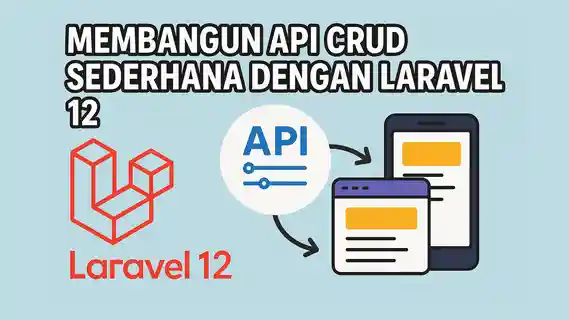 MEMBANGUN API CRUD
SEDERHANA DENGAN LARAVEL
12
API
Laravel 12